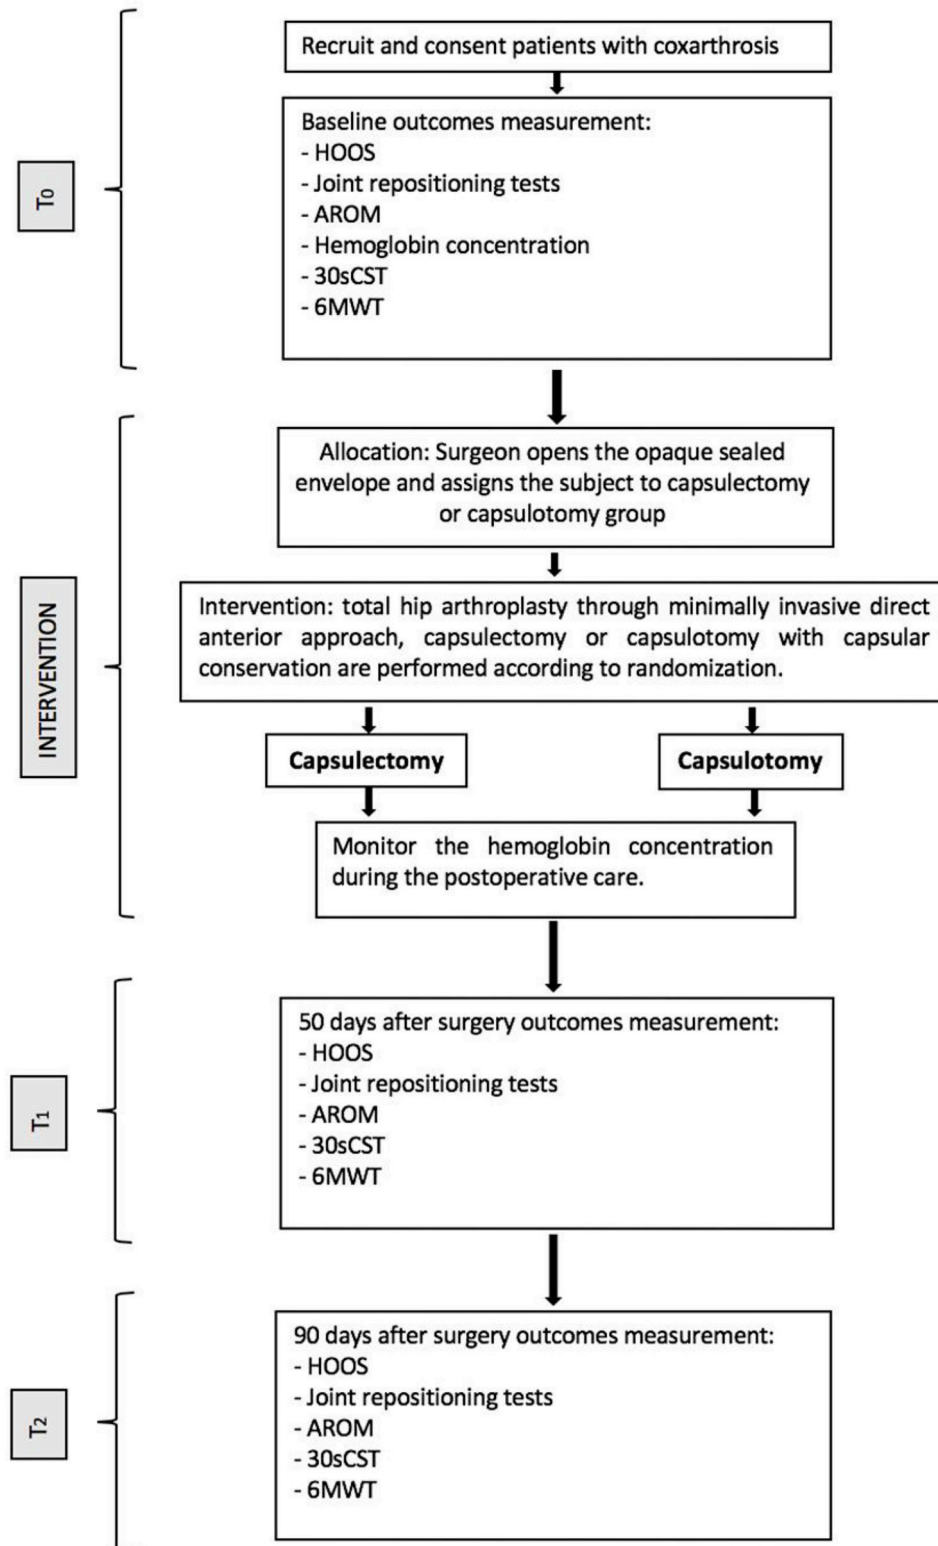 Recruit and consent patients with coxarthrosis
T0
Baseline outcomes measurement:
- HOOS
- Joint repositioning tests
- AROM
- Hemoglobin concentration
- 30sCST
- 6MWT
INTERVENTION
Allocation: Surgeon opens the opaque sealed
envelope and assigns the subject to capsulectomy
or capsulotomy group
Intervention: total hip arthroplasty through minimally invasive direct
anterior approach, capsulectomy or capsulotomy with capsular
conservation are performed according to randomization.
Capsulectomy
Capsulotomy
Monitor the hemoglobin concentration
during the postoperative care.
T1
50 days after surgery outcomes measurement:
- HOOS
- Joint repositioning tests
- AROM
- 30sCST
- 6MWT
T2
90 days after surgery outcomes measurement:
- HOOS
- Joint repositioning tests
- AROM
- 30sCST
- 6MWT